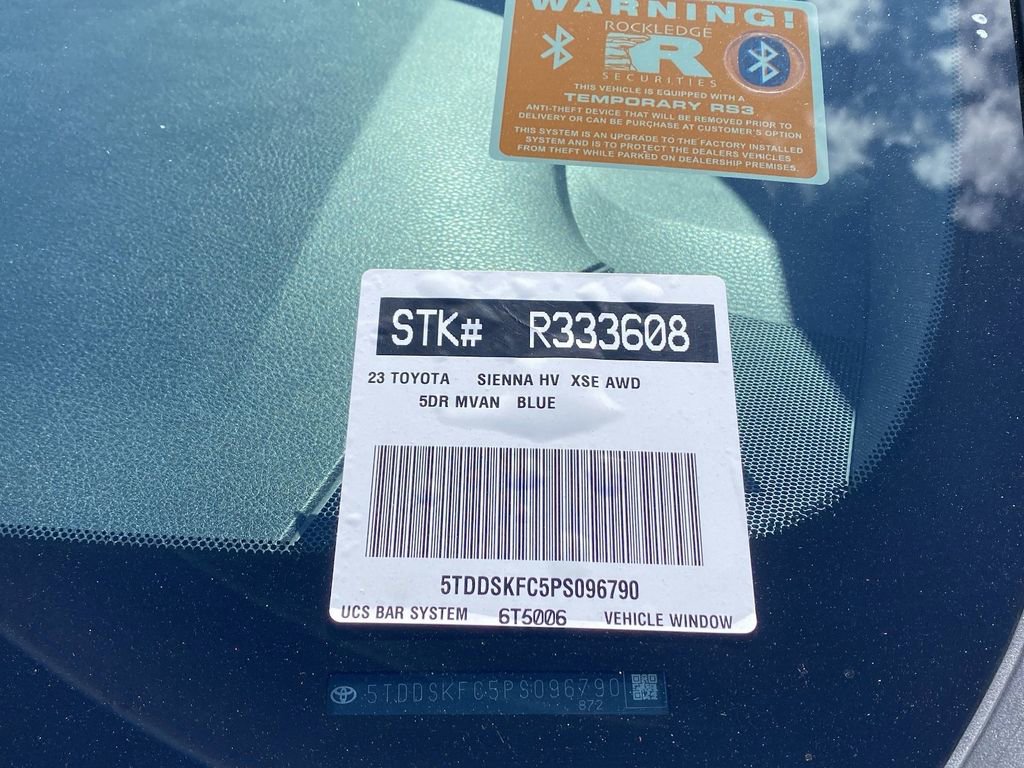 WARNING!
ROCKLEDGE
R
SECURITIES
THIS VEHICLE IS EQUIPPED WITH A
TEMPORARY RS3
ANTI-THEFT DEVICE THAT WILL BE REMOVED PRIOR TO
DELIVERY OR CAN BE PURCHASE AT CUSTOMER'S OPTION
THIS SYSTEM IS AN UPGRADE TO THE FACTORY INSTALLED
SYSTEM AND IS TO PROTECT THE DEALERS VEHICLES
FROM THEFT WHILE PARKED ON DEALERSHIP PREMISES.
STK# R333608
23 TOYOTA SIENNA HV XSE AWD
5DR MVAN BLUE
5TDDSKFC5PS096790
UCS BAR SYSTEM 6T5006 VEHICLE WINDOW
5TDDSKFC5PS096790
872